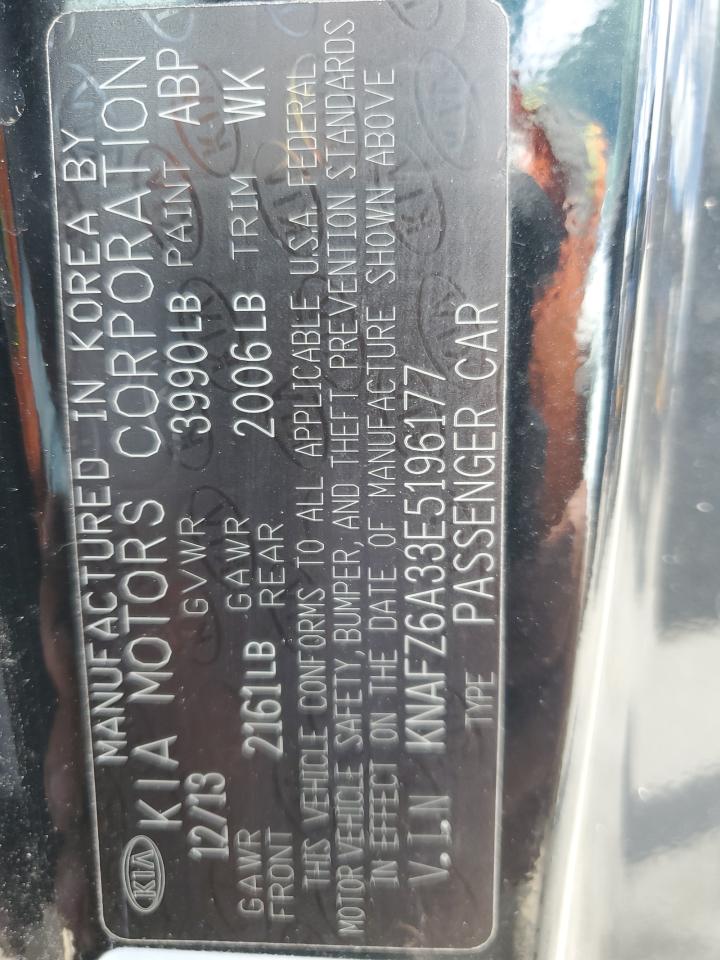 MANUFACTURED IN KOREA BY
KIA KIA MOTORS CORPORATION
12/13 GVWR 3990LB PAINT ABP
GAWR FRONT 2161LB GAWR REAR 2006LB TRIM WK
THIS VEHICLE CONFORMS TO ALL APPLICABLE U.S.A. FEDERAL
MOTOR VEHICLE SAFETY, BUMPER, AND THEFT PREVENTION STANDARDS
IN EFFECT ON THE DATE OF MANUFACTURE SHOWN ABOVE
V.I.N KNAFZ6A33E5196177
TYPE PASSENGER CAR